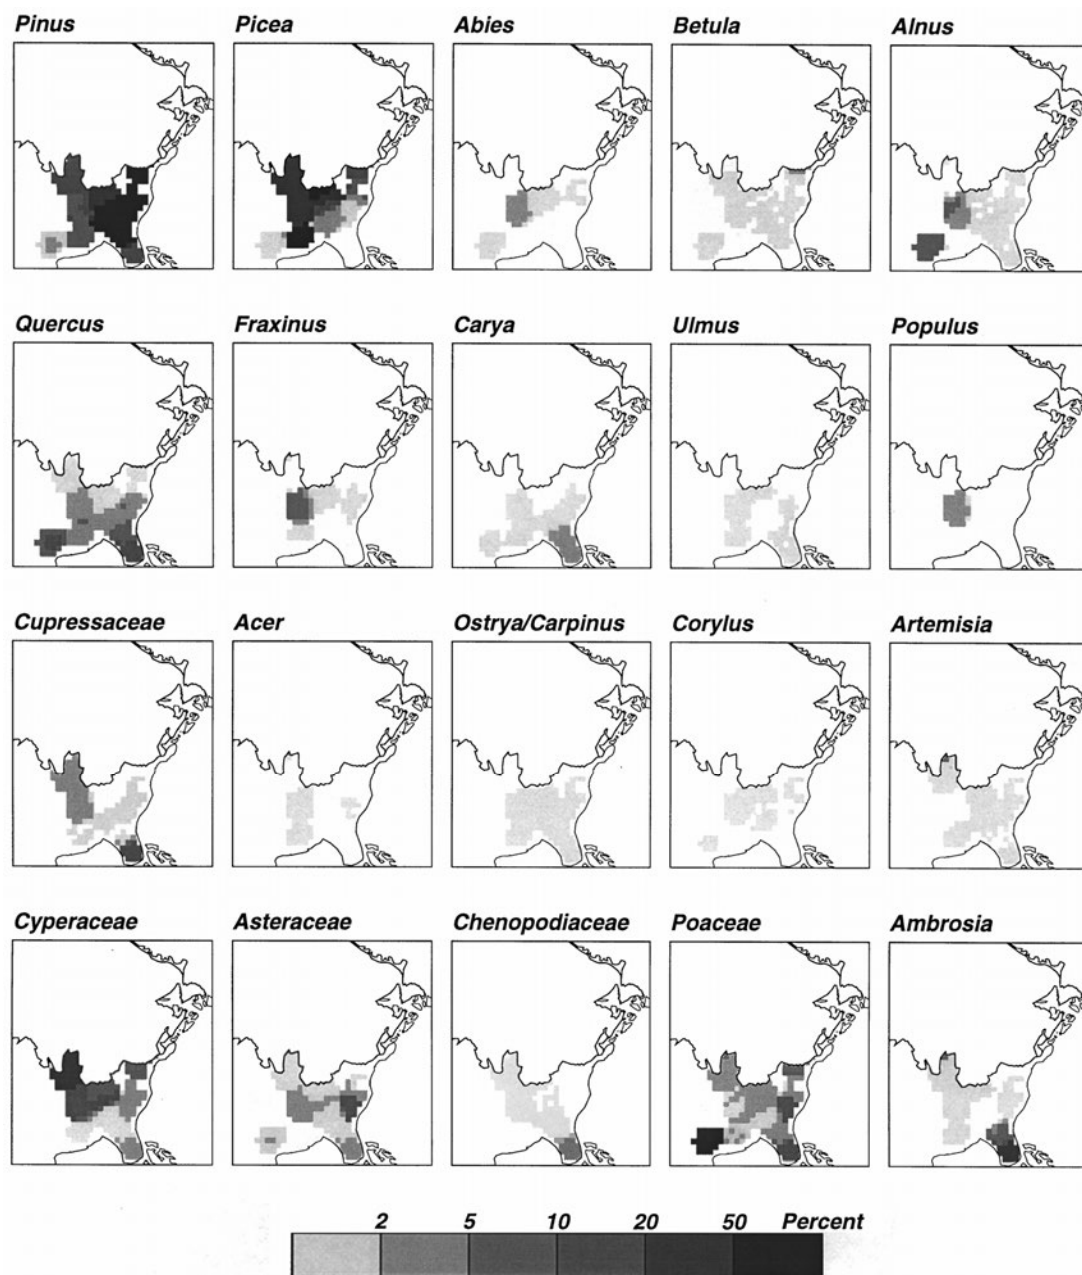 Pinus Picea Abies Betula Alnus
Quercus Fraxinus Carya Ulmus Populus
Cupressaceae Acer Ostrya/Carpinus Corylus Artemisia
Cyperaceae Asteraceae Chenopodiaceae Poaceae Ambrosia
2 5 10 20 50 Percent